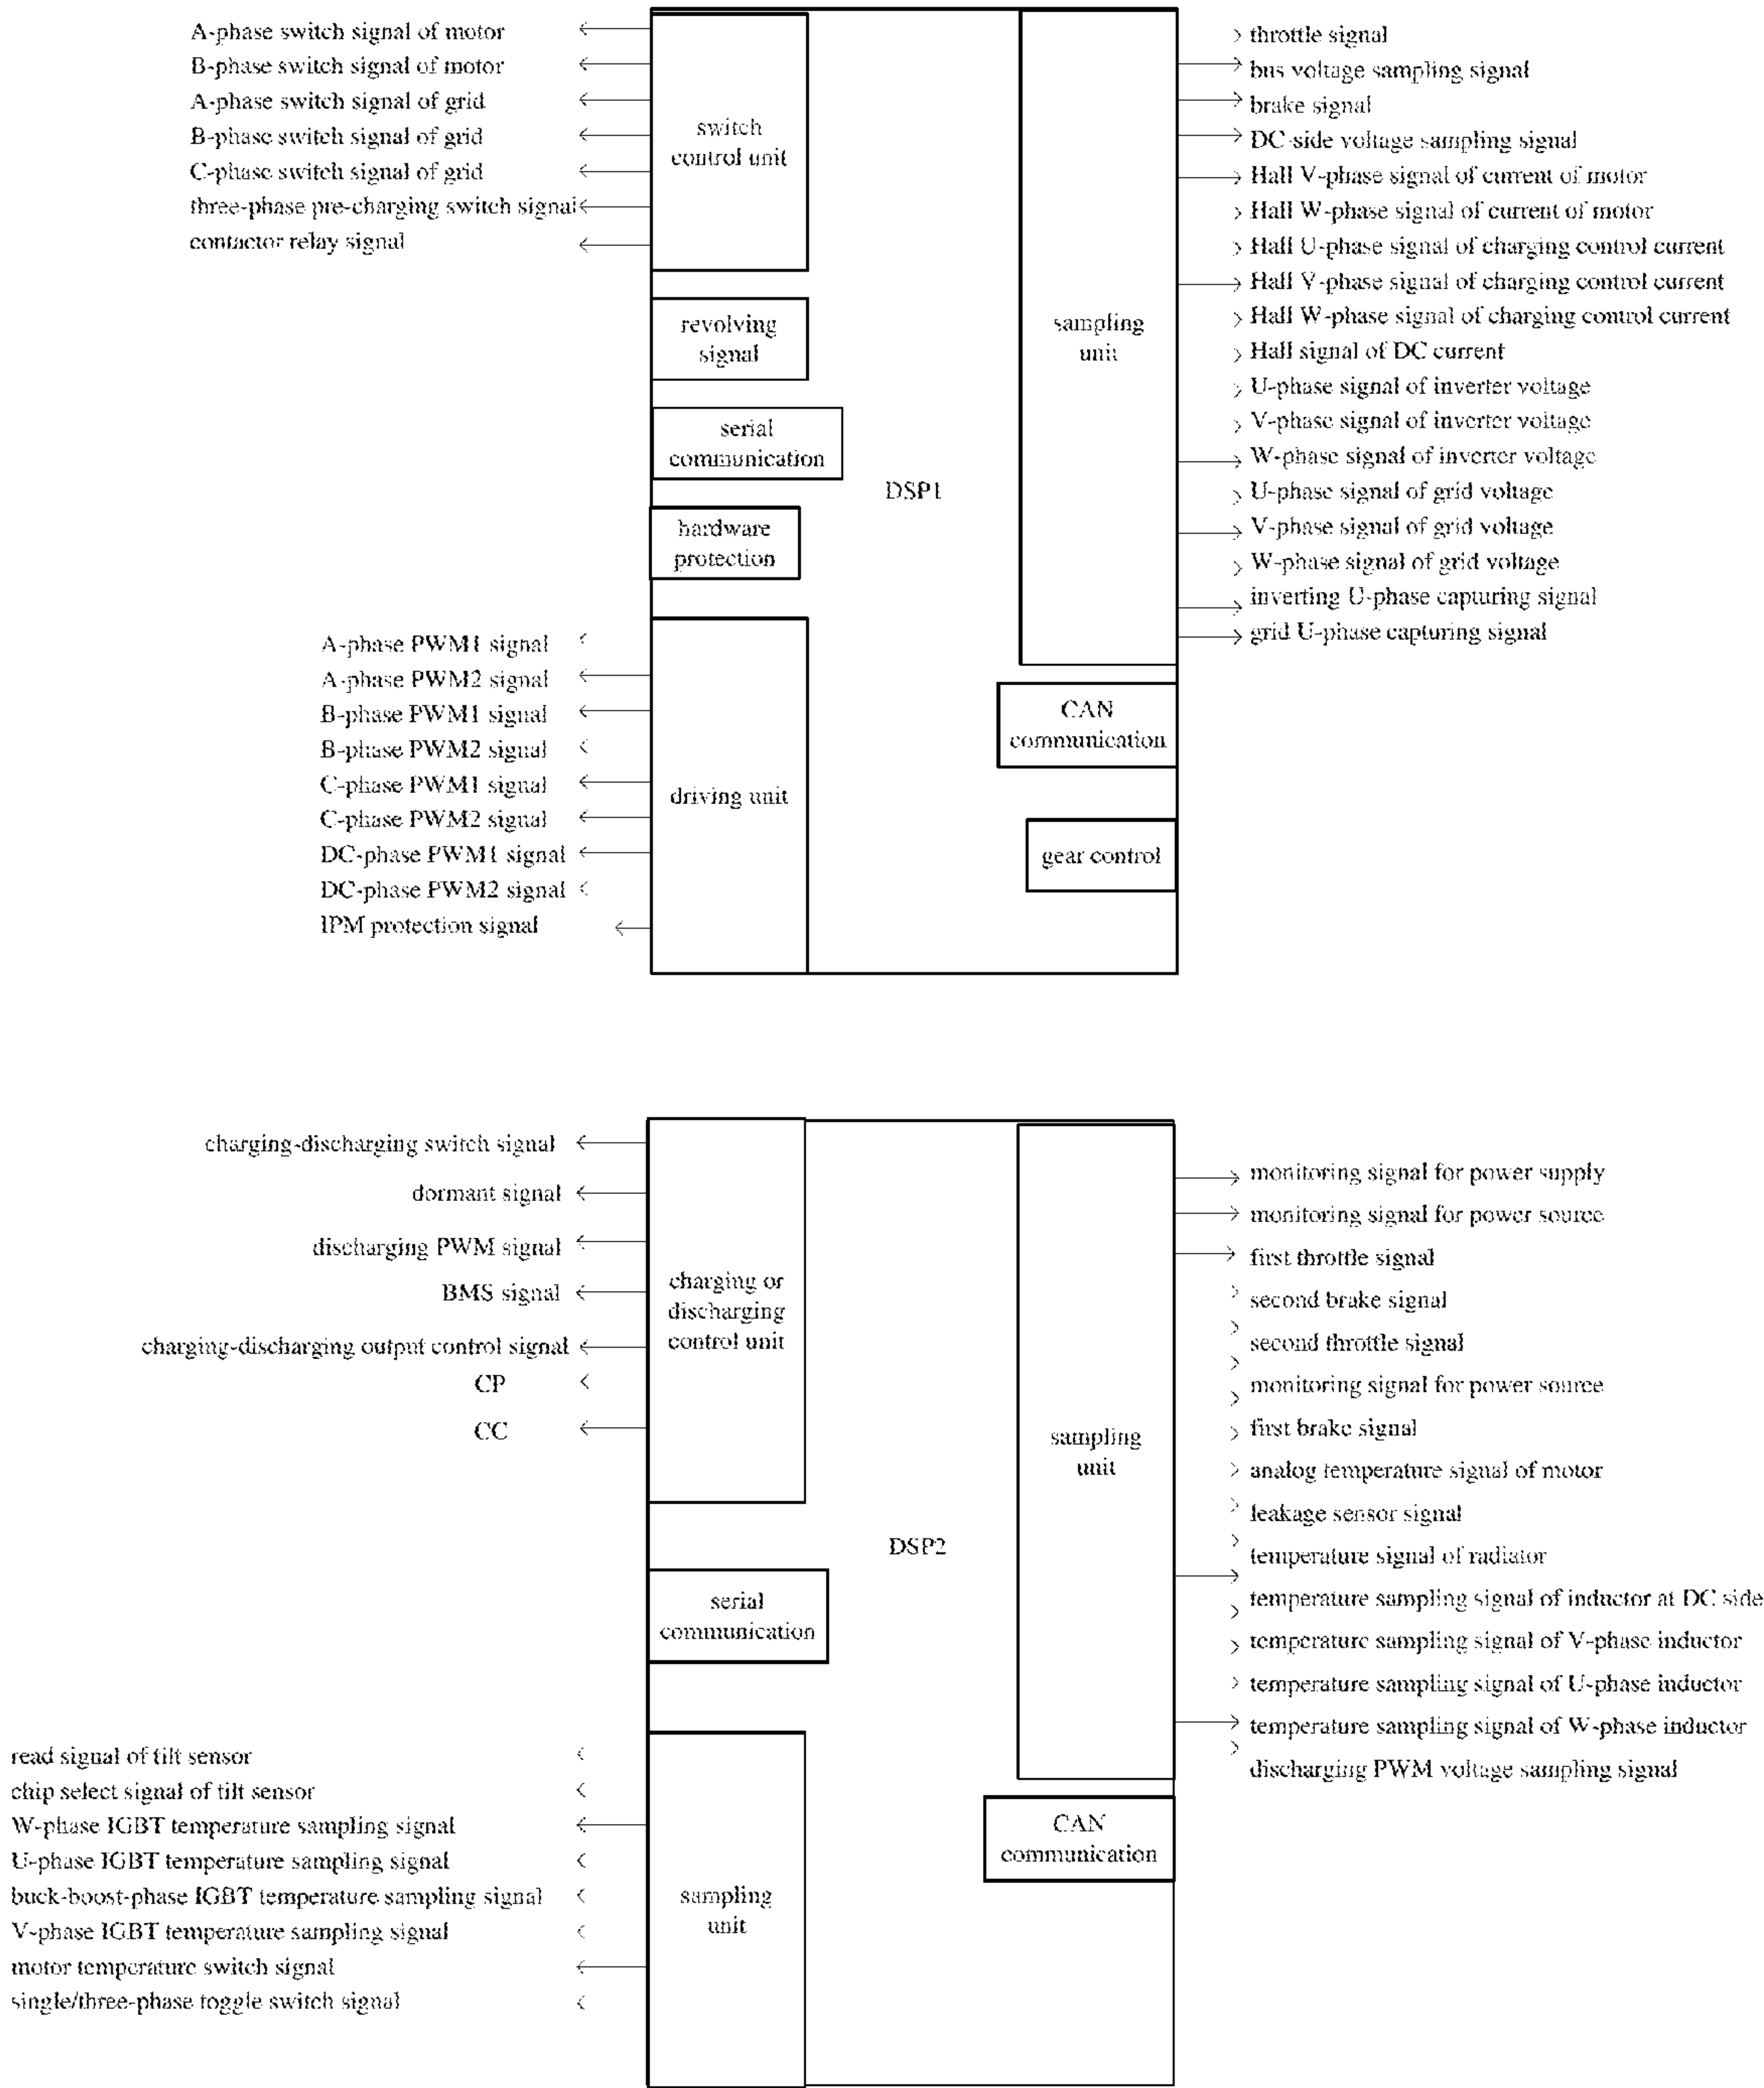 A-phase switch signal of motor
B-phase switch signal of motor
A-phase switch signal of grid
B-phase switch signal of grid
C-phase switch signal of grid
three-phase pre-charging switch signal
contactor relay signal
switch
control unit
revolving
signal
serial
communication
hardware
protection
DSP1
sampling
unit
throttle signal
bus voltage sampling signal
brake signal
DC-side voltage sampling signal
Hall V-phase signal of current of motor
Hall W-phase signal of current of motor
Hall U-phase signal of charging control current
Hall V-phase signal of charging control current
Hall W-phase signal of charging control current
Hall signal of DC current
U-phase signal of inverter voltage
V-phase signal of inverter voltage
W-phase signal of inverter voltage
U-phase signal of grid voltage
V-phase signal of grid voltage
W-phase signal of grid voltage
inverting U-phase capturing signal
grid U-phase capturing signal
A-phase PWM1 signal
A-phase PWM2 signal
B-phase PWM1 signal
B-phase PWM2 signal
C-phase PWM1 signal
C-phase PWM2 signal
DC-phase PWM1 signal
DC-phase PWM2 signal
IPM protection signal
driving unit
CAN
communication
gear control
charging-discharging switch signal
dormant signal
discharging PWM signal
BMS signal
charging-discharging output control signal
CP
CC
charging or
discharging
control unit
DSP2
serial
communication
sampling
unit
monitoring signal for power supply
monitoring signal for power source
first throttle signal
second brake signal
second throttle signal
monitoring signal for power source
first brake signal
analog temperature signal of motor
leakage sensor signal
temperature signal of radiator
temperature sampling signal of inductor at DC side
temperature sampling signal of V-phase inductor
temperature sampling signal of U-phase inductor
temperature sampling signal of W-phase inductor
discharging PWM voltage sampling signal
read signal of tilt sensor
chip select signal of tilt sensor
W-phase IGBT temperature sampling signal
U-phase IGBT temperature sampling signal
buck-boost-phase IGBT temperature sampling signal
V-phase IGBT temperature sampling signal
motor temperature switch signal
single/three-phase toggle switch signal
sampling
unit
CAN
communication